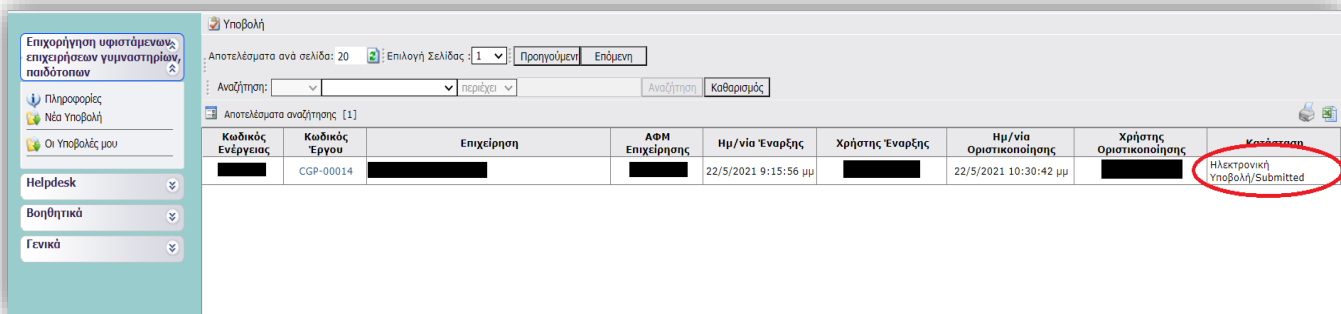 Υποβολή
Επιχορήγηση υφιστάμενων
επιχειρήσεων γυμναστηρίων,
παιδότοπων
Πληροφορίες
Νέα Υποβολή
Οι Υποβολές μου
Helpdesk
Βοηθητικά
Γενικά
Αποτελέσματα ανά σελίδα: 20 Επιλογή Σελίδας : 1 Προηγούμεν Επόμενη
Αναζήτηση: περιέχει Αναζήτηση Καθαρισμός
Αποτελέσματα αναζήτησης [1]
Κωδικός Ενέργειας
Κωδικός Έργου
Επιχείρηση
ΑΦΜ Επιχείρησης
Ημ/νία Έναρξης
Χρήστης Έναρξης
Ημ/νία Οριστικοποίησης
Χρήστης Οριστικοποίησης
Κατάσταση
CGP-00014
22/5/2021 9:15:56 μμ
22/5/2021 10:30:42 μμ
Ηλεκτρονική
Υποβολή/Submitted